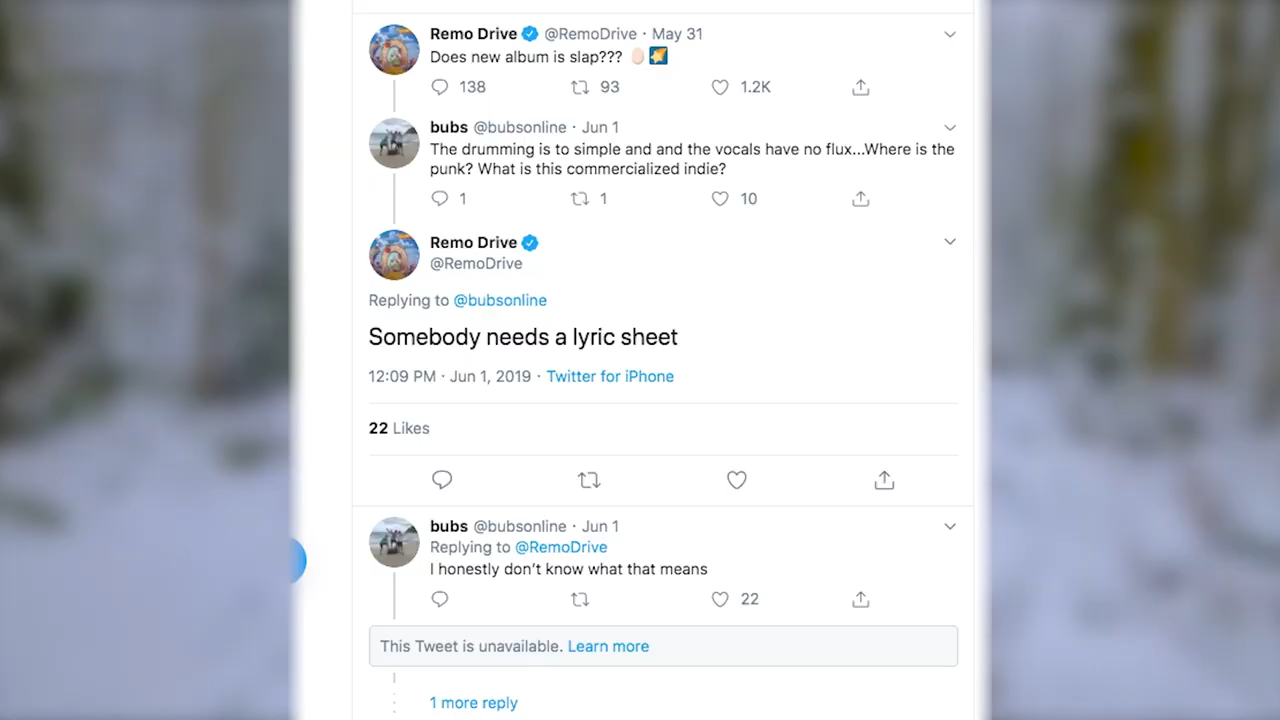 Remo Drive @RemoDrive · May 31
Does new album is slap???
138 93 1.2K
bubs @bubsonline · Jun 1
The drumming is to simple and and the vocals have no flux...Where is the
punk? What is this commercialized indie?
1 1 10
Remo Drive
@RemoDrive
Replying to @bubsonline
Somebody needs a lyric sheet
12:09 PM · Jun 1, 2019 · Twitter for iPhone
22 Likes
bubs @bubsonline · Jun 1
Replying to @RemoDrive
I honestly don't know what that means
22
This Tweet is unavailable. Learn more
1 more reply